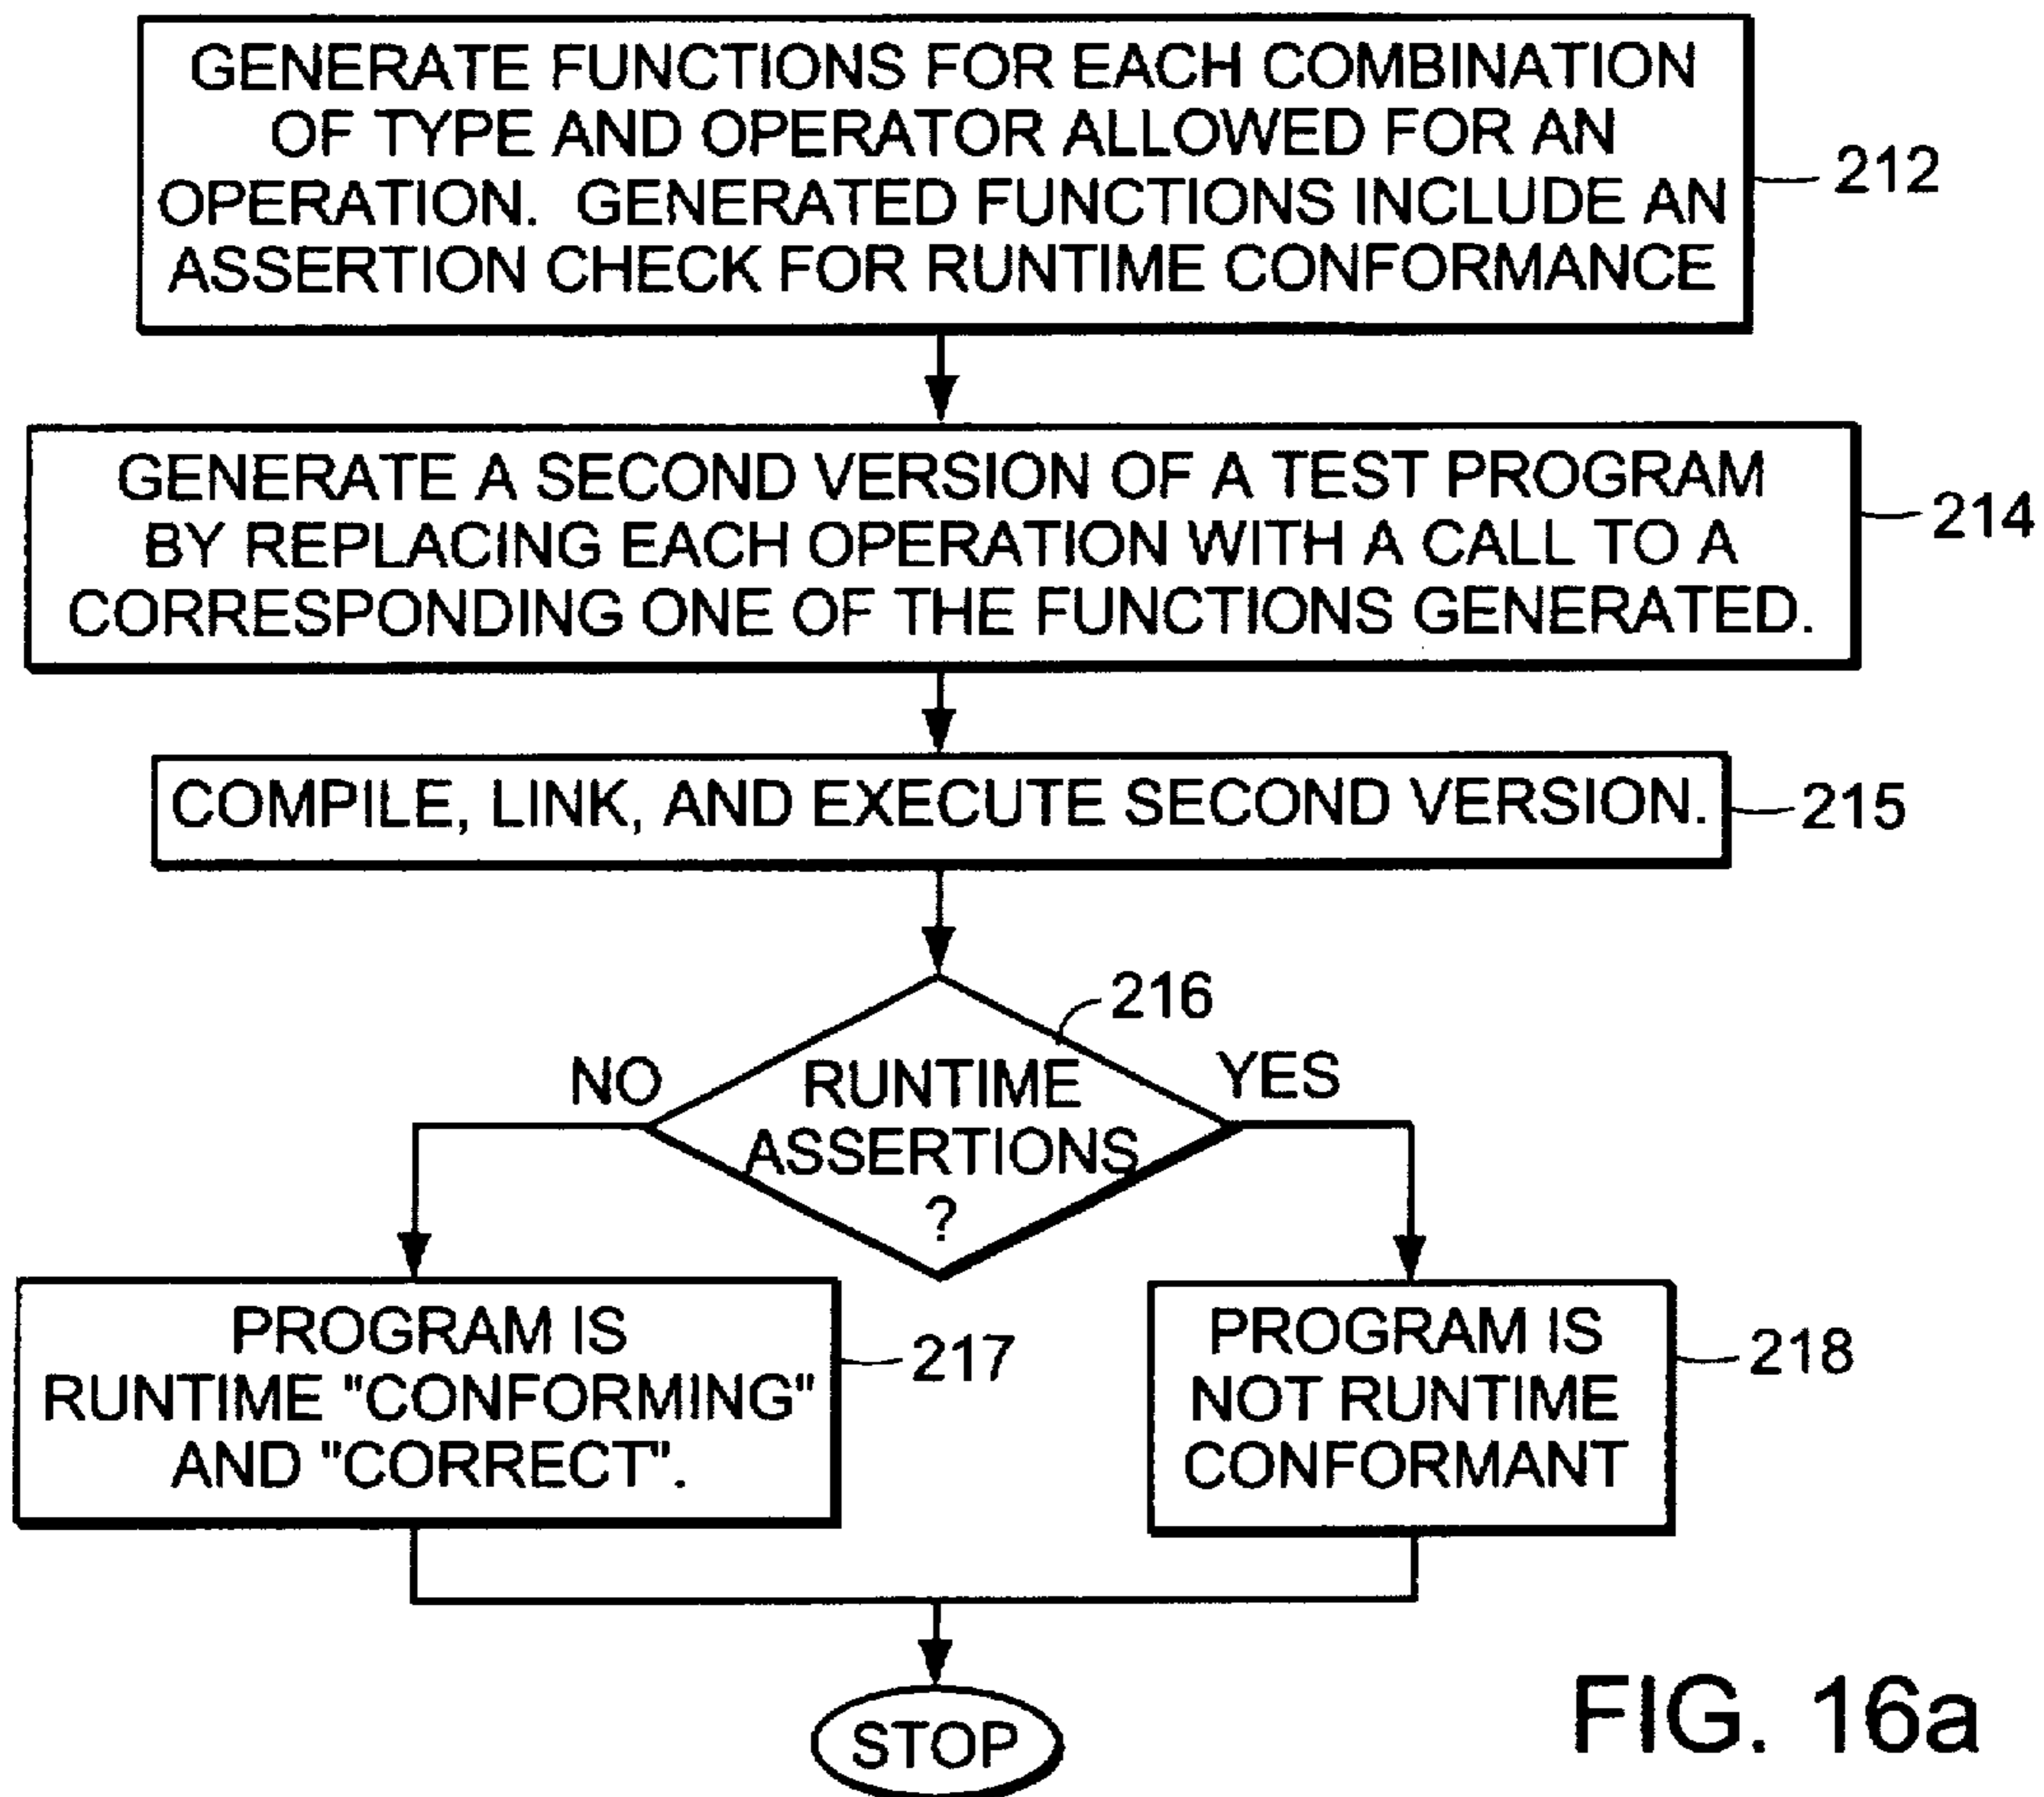 GENERATE FUNCTIONS FOR EACH COMBINATION
OF TYPE AND OPERATOR ALLOWED FOR AN
OPERATION. GENERATED FUNCTIONS INCLUDE AN
ASSERTION CHECK FOR RUNTIME CONFORMANCE
212
GENERATE A SECOND VERSION OF A TEST PROGRAM
BY REPLACING EACH OPERATION WITH A CALL TO A
CORRESPONDING ONE OF THE FUNCTIONS GENERATED.
214
COMPILE, LINK, AND EXECUTE SECOND VERSION.
215
216
NO
RUNTIME
ASSERTIONS
?
YES
PROGRAM IS
RUNTIME "CONFORMING"
AND "CORRECT".
217
PROGRAM IS
NOT RUNTIME
CONFORMANT
218
STOP
FIG. 16a